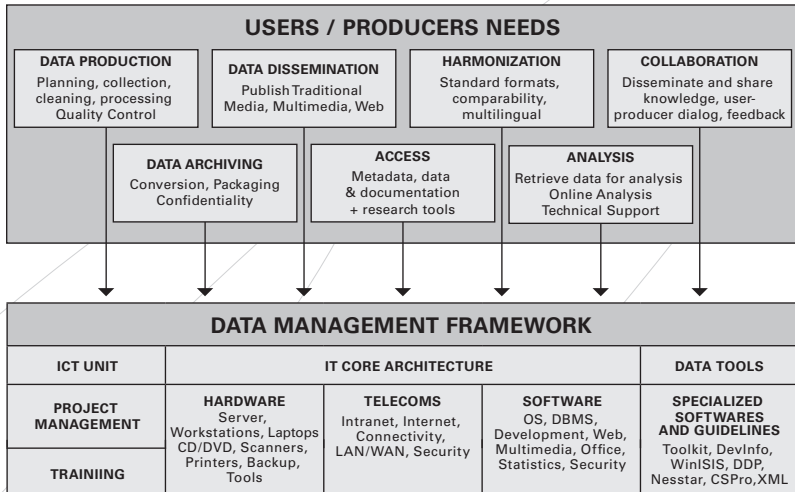 USERS / PRODUCERS NEEDS
DATA PRODUCTION
Planning, collection,
cleaning, processing
Quality Control
DATA DISSEMINATION
Publish Traditional
Media, Multimedia, Web
HARMONIZATION
Standard formats,
comparability,
multilingual
COLLABORATION
Disseminate and share
knowledge, user-
producer dialog, feedback
DATA ARCHIVING
Conversion, Packaging
Confidentiality
ACCESS
Metadata, data
& documentation
+ research tools
ANALYSIS
Retrieve data for analysis
Online Analysis
Technical Support
DATA MANAGEMENT FRAMEWORK
ICT UNIT
IT CORE ARCHITECTURE
DATA TOOLS
PROJECT
MANAGEMENT
TRAINIING
HARDWARE
Server,
Workstations, Laptops
CD/DVD, Scanners,
Printers, Backup,
Tools
TELECOMS
Intranet, Internet,
Connectivity,
LAN/WAN, Security
SOFTWARE
OS, DBMS,
Development, Web,
Multimedia, Office,
Statistics, Security
SPECIALIZED
SOFTWARES
AND GUIDELINES
Toolkit, DevInfo,
WinISIS, DDP,
Nesstar, CSPro,XML